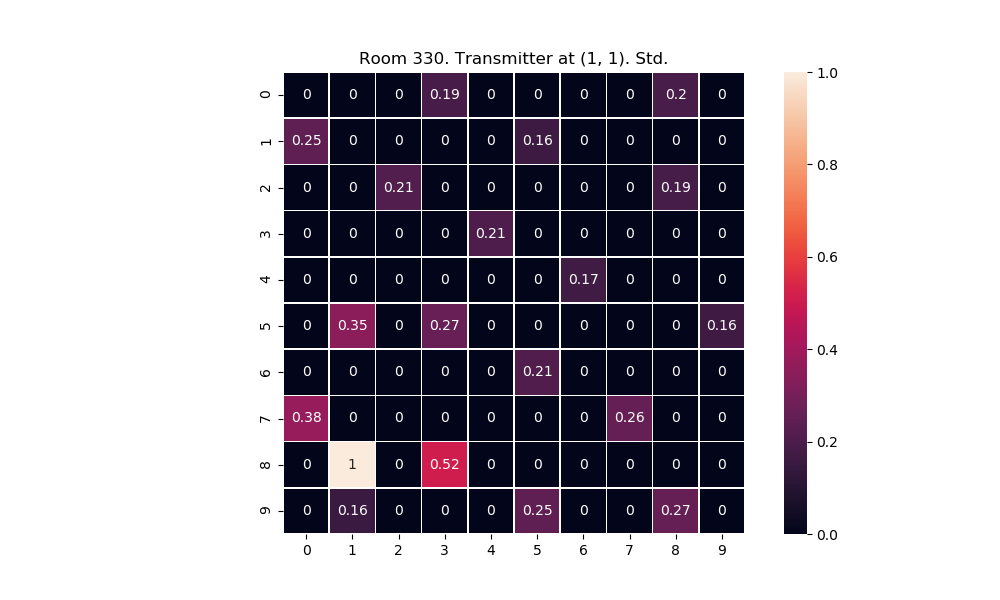 Room 330. Transmitter at (1, 1). Std.
0 0 0 0 0.19 0 0 0 0 0.2 0
1 0.25 0 0 0 0 0.16 0 0 0 0
2 0 0 0.21 0 0 0 0 0 0.19 0
3 0 0 0 0 0.21 0 0 0 0 0
4 0 0 0 0 0 0 0.17 0 0 0
5 0 0.35 0 0.27 0 0 0 0 0 0.16
6 0 0 0 0 0 0.21 0 0 0 0
7 0.38 0 0 0 0 0 0 0.26 0 0
8 0 1 0 0.52 0 0 0 0 0 0
9 0 0.16 0 0 0 0.25 0 0 0.27 0
0 1 2 3 4 5 6 7 8 9
1.0
0.8
0.6
0.4
0.2
0.0